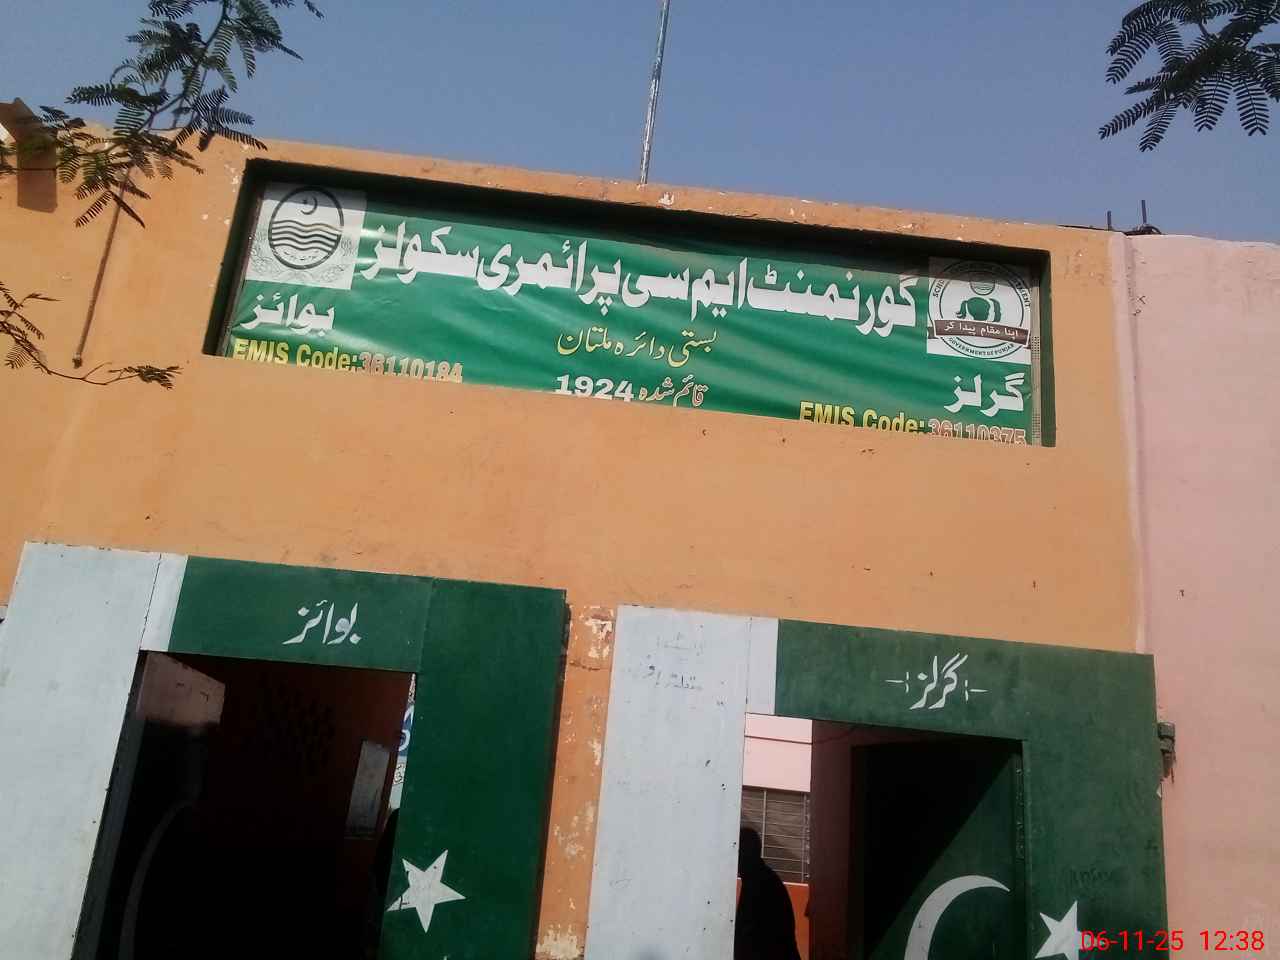 گورنمنٹ ایم سی پرائمری سکولز
بستی دائرہ ملتان
بوائز
EMIS Code:36110184
قائم شدہ 1924
SCHOOL
GOVERNMENT OF PUNJAB
اپنا مقام پیدا کر
گرلز
EMIS Code:36110375
بوائز
گرلز
06-11-25 12:38